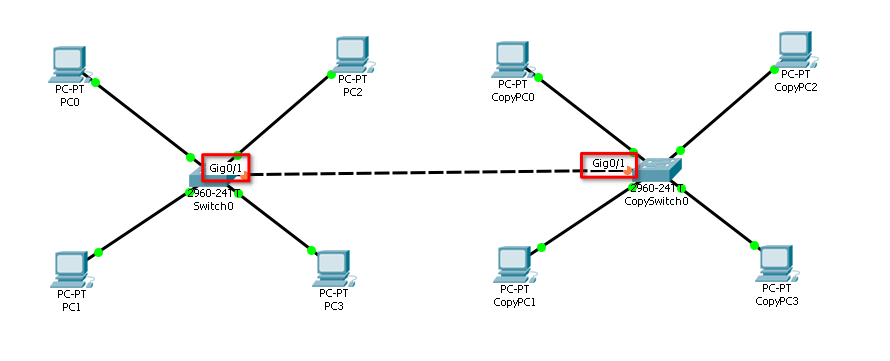 PC-PT
PC0
PC-PT
PC2
PC-PT
CopyPC0
PC-PT
CopyPC2
Gig0/1
2960-24TT
Switch0
Gig0/1
2960-24TT
CopySwitch0
PC-PT
PC1
PC-PT
PC3
PC-PT
CopyPC1
PC-PT
CopyPC3